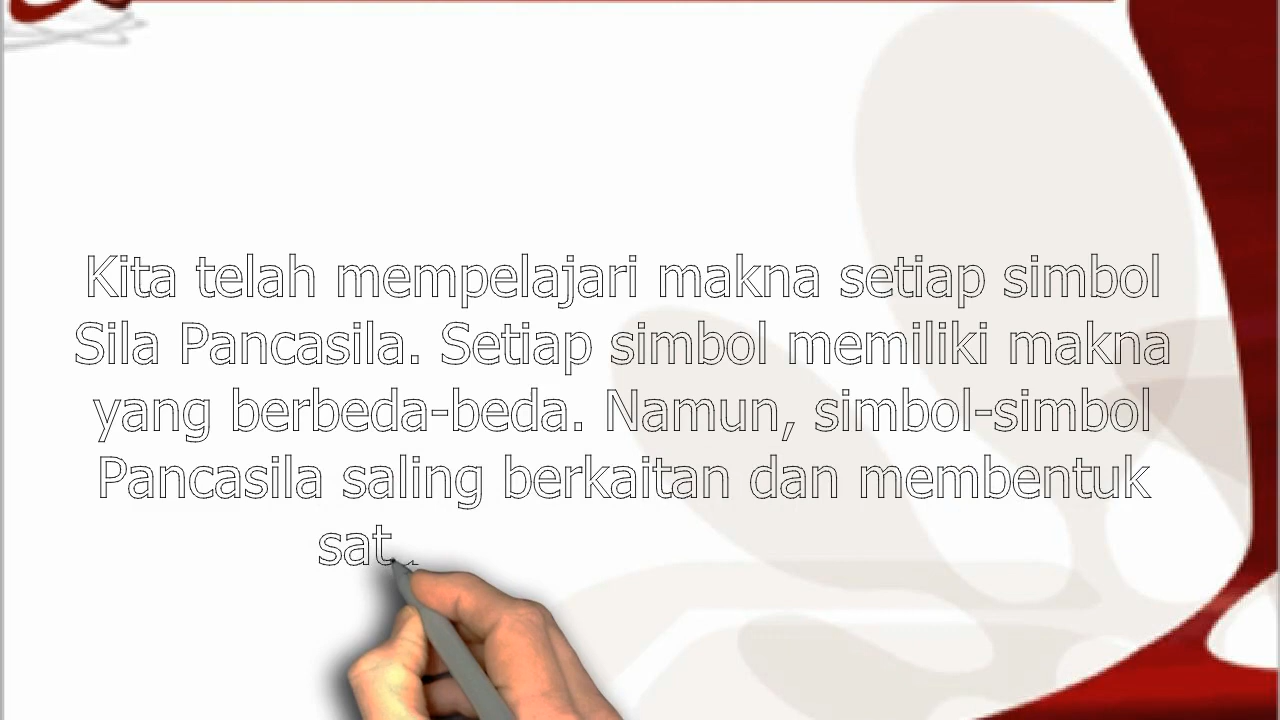 Kita telah mempelajari makna setiap simbol
Sila Pancasila. Setiap simbol memiliki makna
yang berbeda-beda. Namun, simbol-simbol
Pancasila saling berkaitan dan membentuk